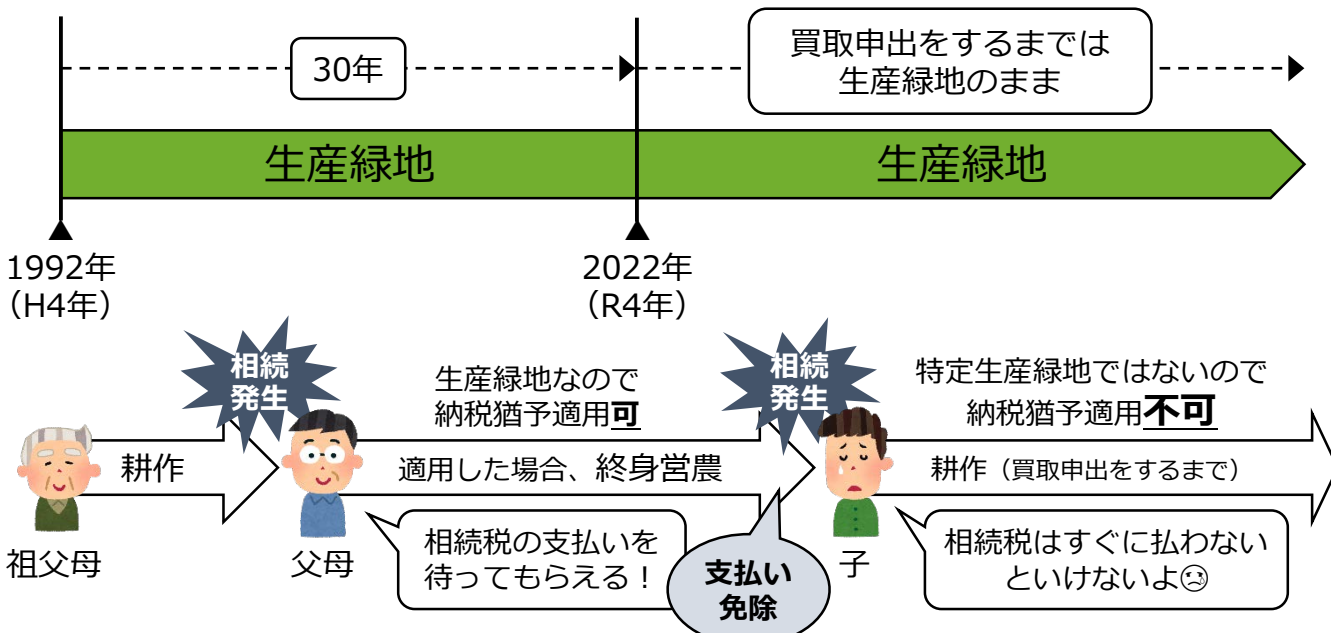 30年
買取申出をするまでは
生産緑地のまま
生産緑地
生産緑地
1992年
（H4年）
2022年
（R4年）
相続
発生
生産緑地なので
納税猶予適用可
相続
発生
特定生産緑地ではないので
納税猶予適用不可
耕作
適用した場合、終身営農
耕作（買取申出をするまで）
祖父母
父母
相続税の支払いを
待ってもらえる！
支払い
免除
子
相続税はすぐに払わない
といけないよ😢